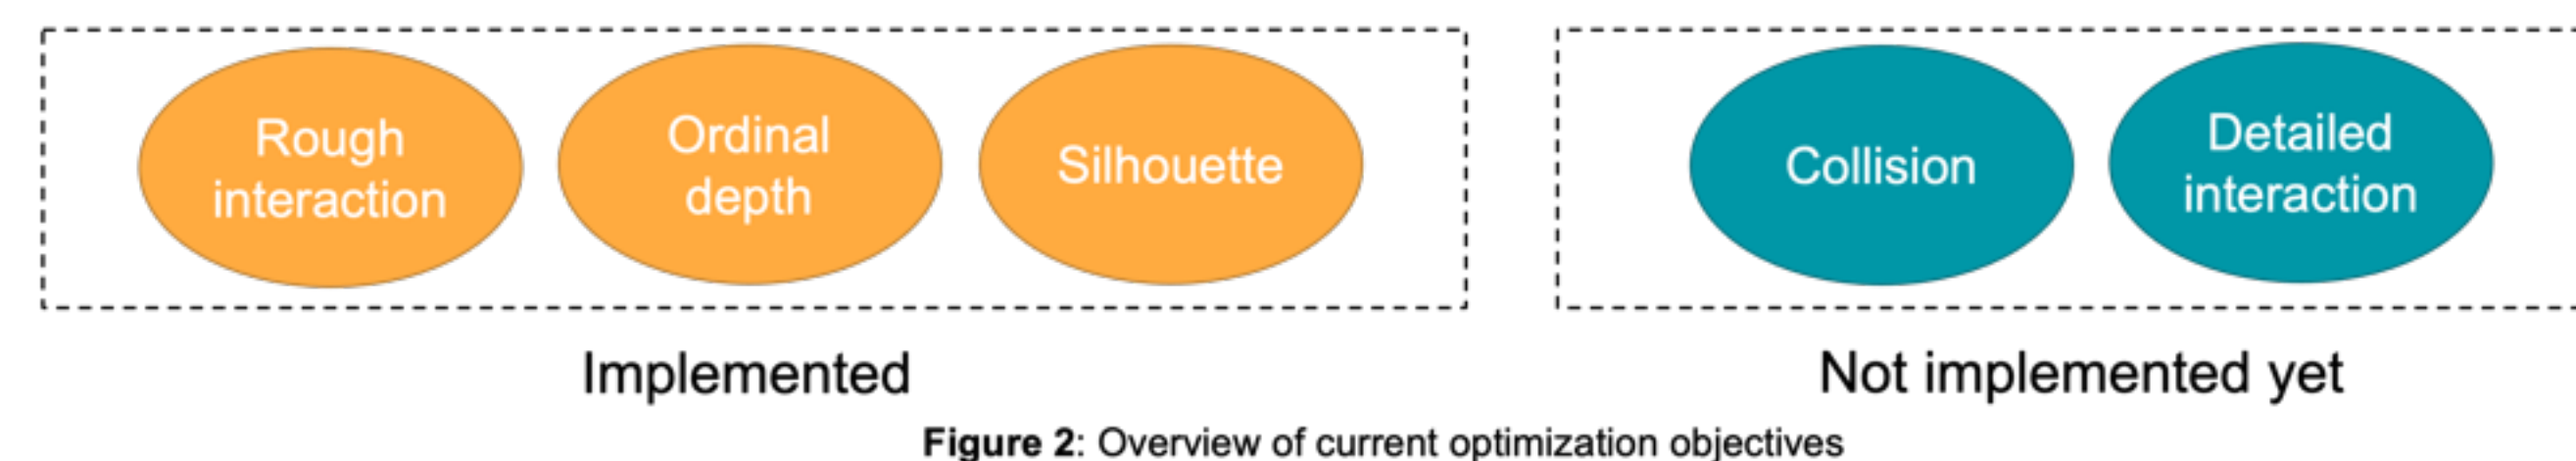 Rough
interaction
Ordinal
depth
Silhouette
Collision
Detailed
interaction
Implemented
Not implemented yet
Figure 2: Overview of current optimization objectives